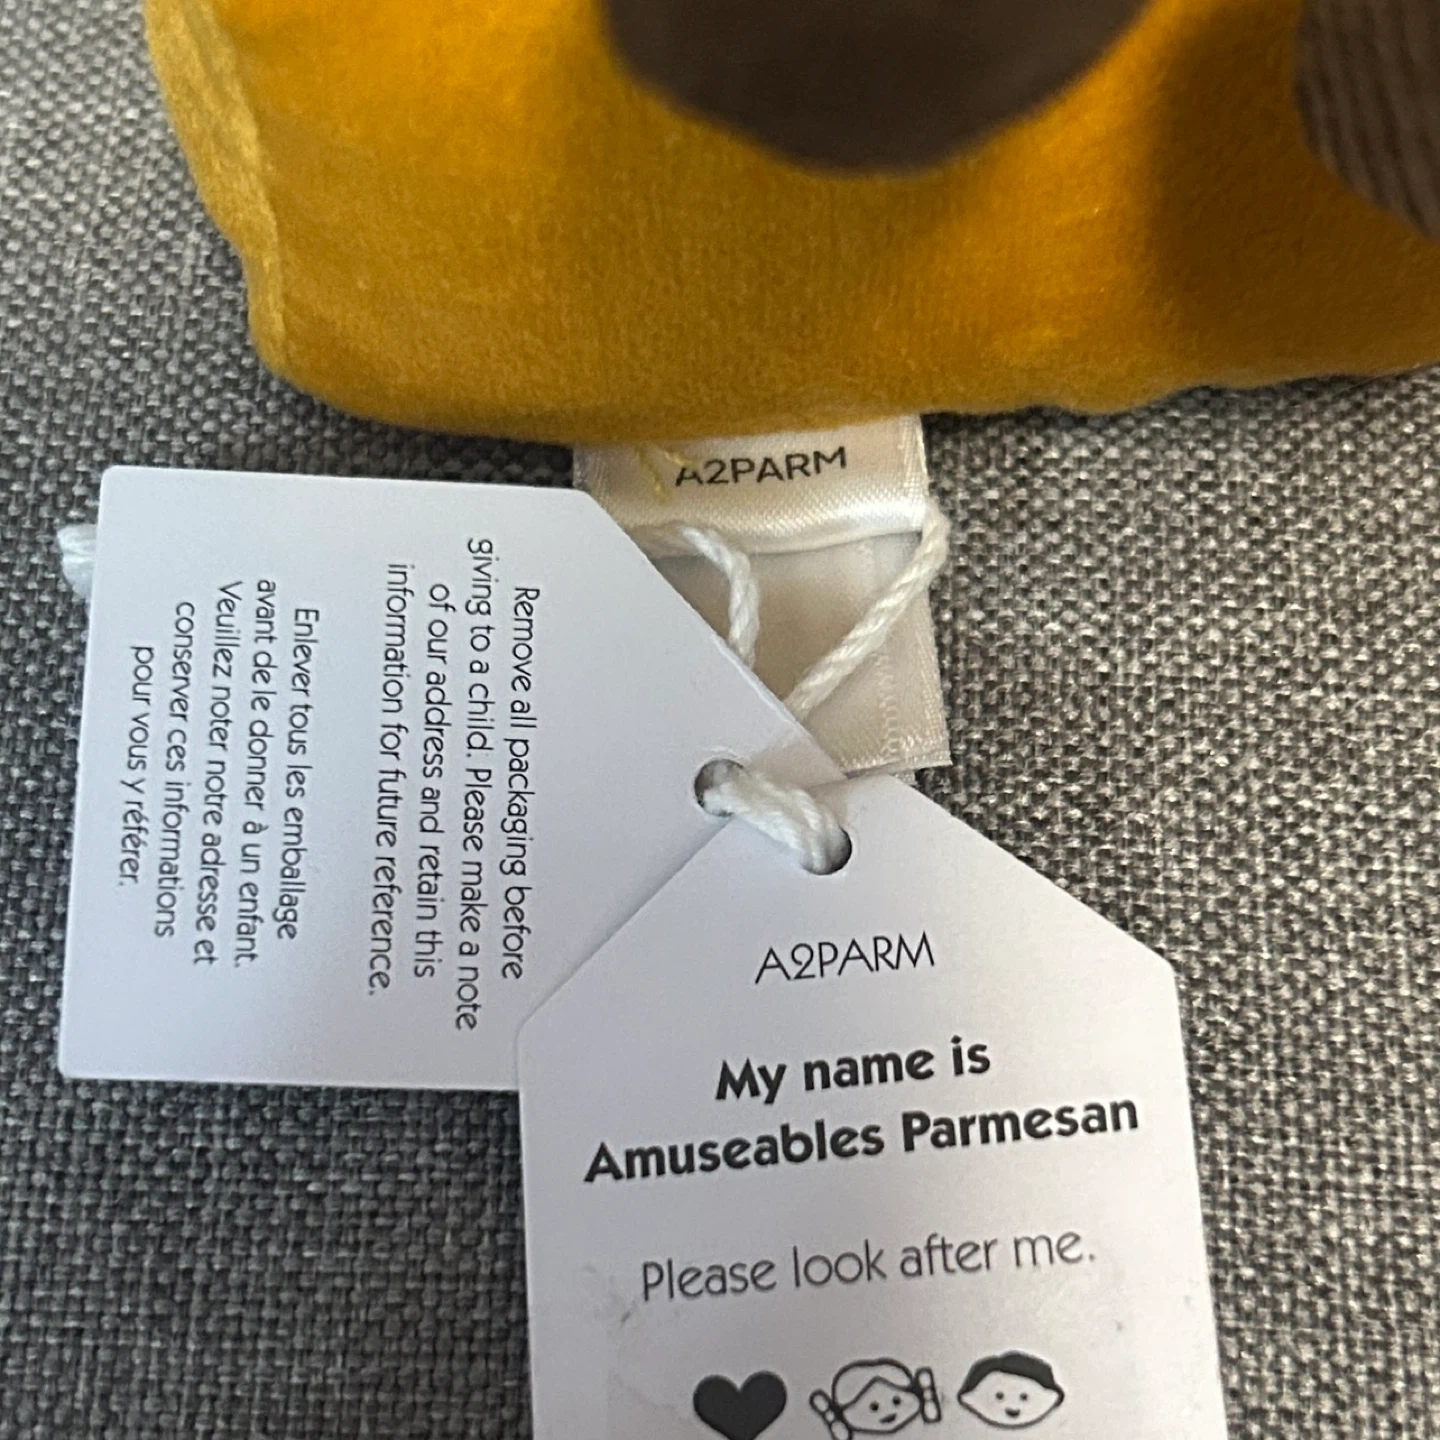 A2PARM
Remove all packaging before
giving to a child. Please make a note
of our address and retain this
information for future reference.
Enlever tous les emballage
avant de le donner à un enfant.
Veuillez noter notre adresse et
conserver ces informations
pour vous y référer.
A2PARM
My name is
Amuseables Parmesan
Please look after me.